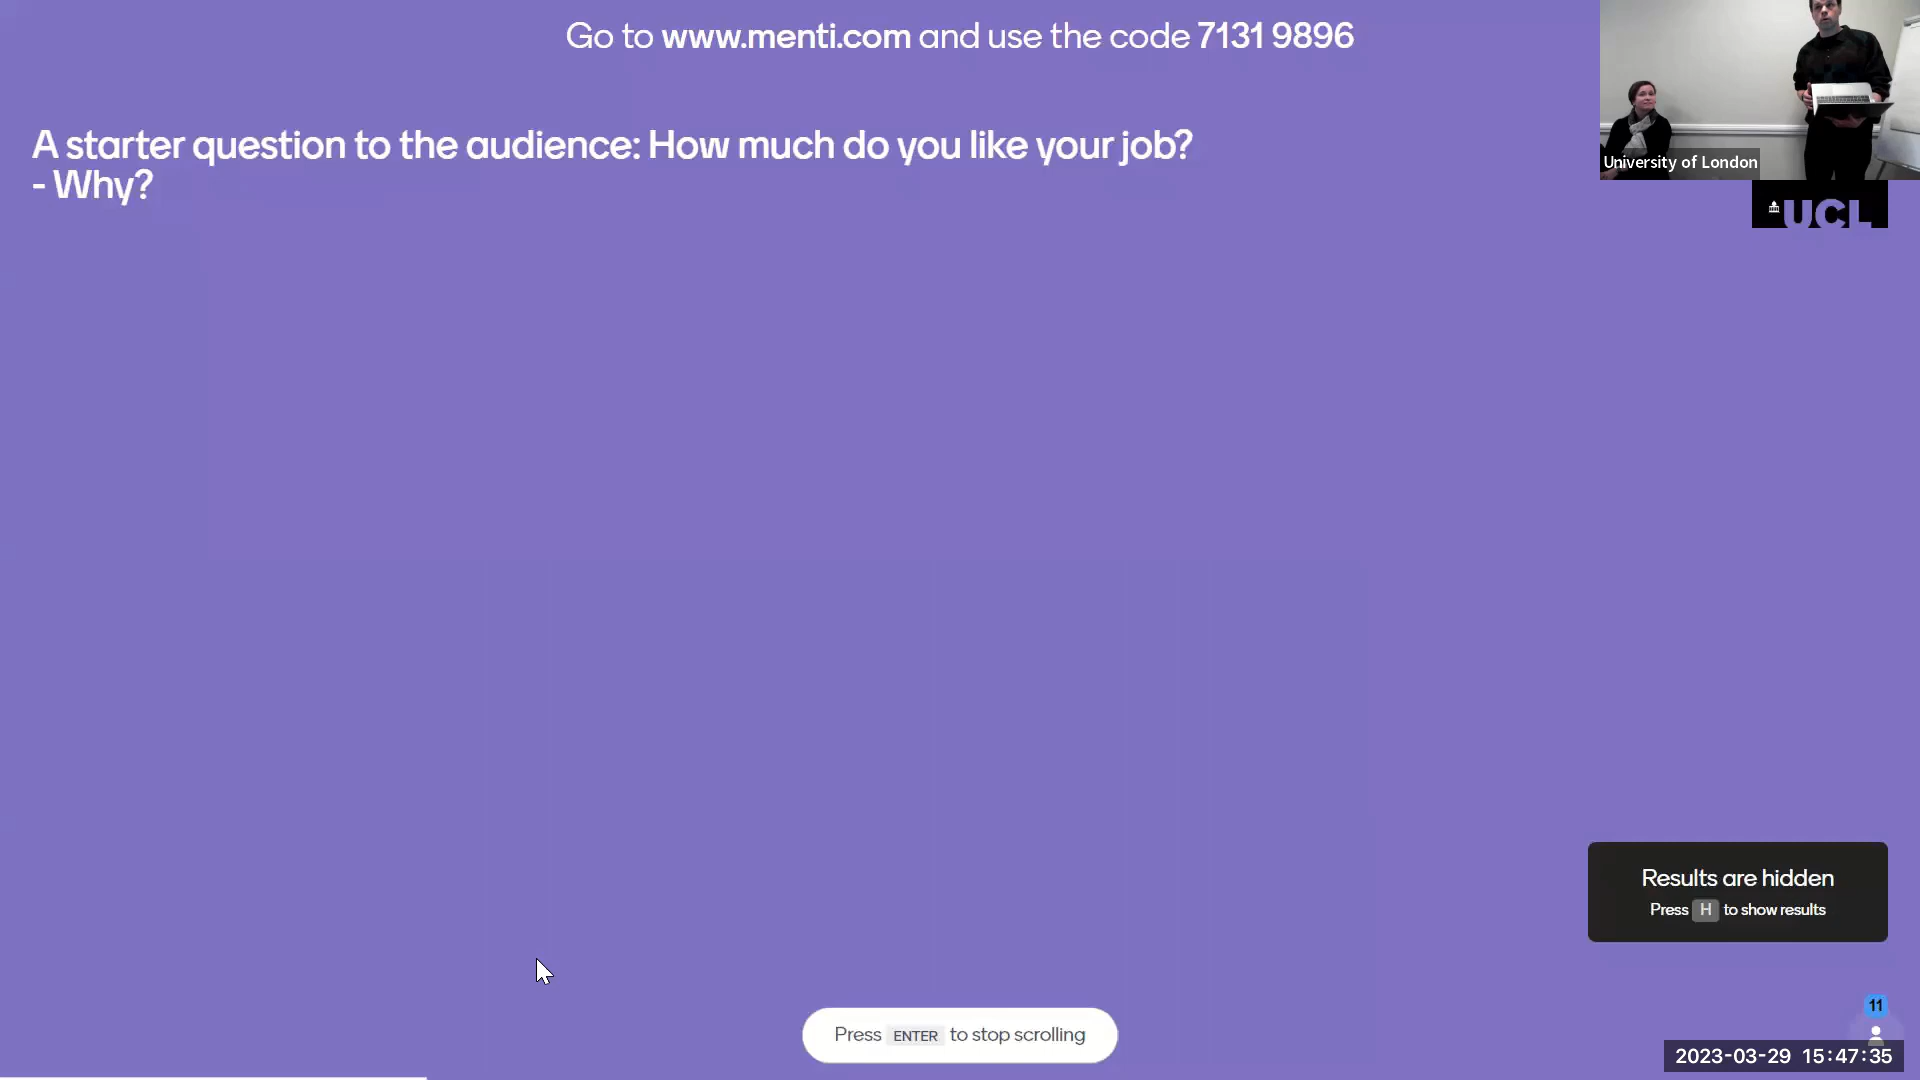 Go to www.menti.com and use the code 7131 9896
A starter question to the audience: How much do you like your job?
- Why?
University of London
UCL
Results are hidden
Press H to show results
11
Press ENTER to stop scrolling
2023-03-29 15:47:35